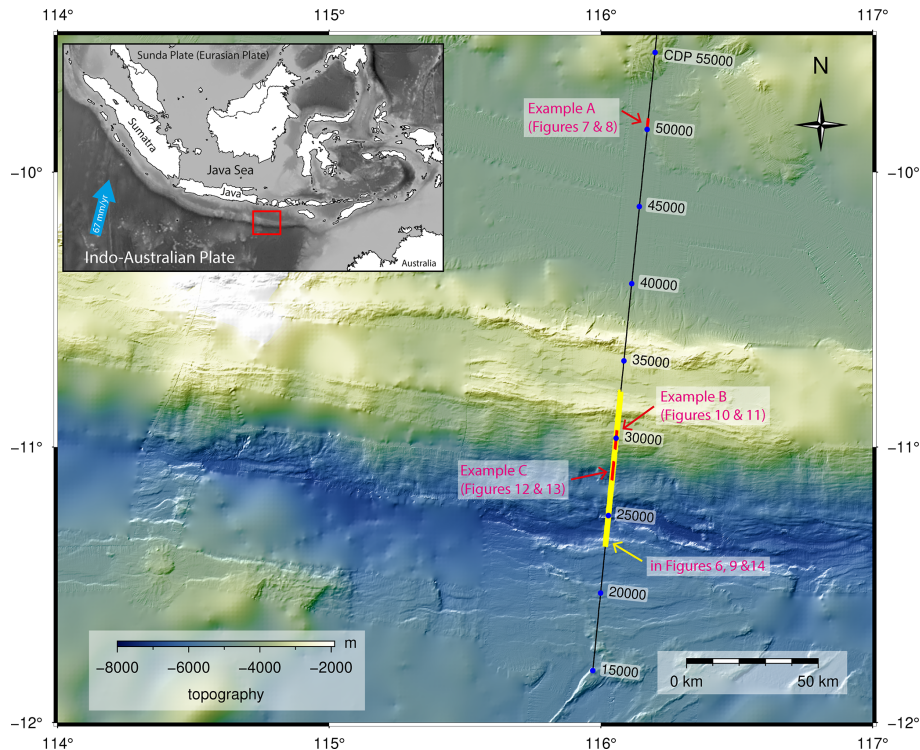 114°
115°
116°
117°
Sunda Plate (Eurasian Plate)
Sumatra
Java Sea
Java
67 mm/yr
Indo-Australian Plate
Australia
CDP 55000
N
Example A
(Figures 7 & 8)
50000
−10°
−10°
45000
40000
35000
Example B
(Figures 10 & 11)
30000
−11°
−11°
Example C
(Figures 12 & 13)
25000
in Figures 6, 9 &14
20000
m
−8000
−6000
−4000
−2000
topography
15000
0 km
50 km
−12°
−12°
114°
115°
116°
117°